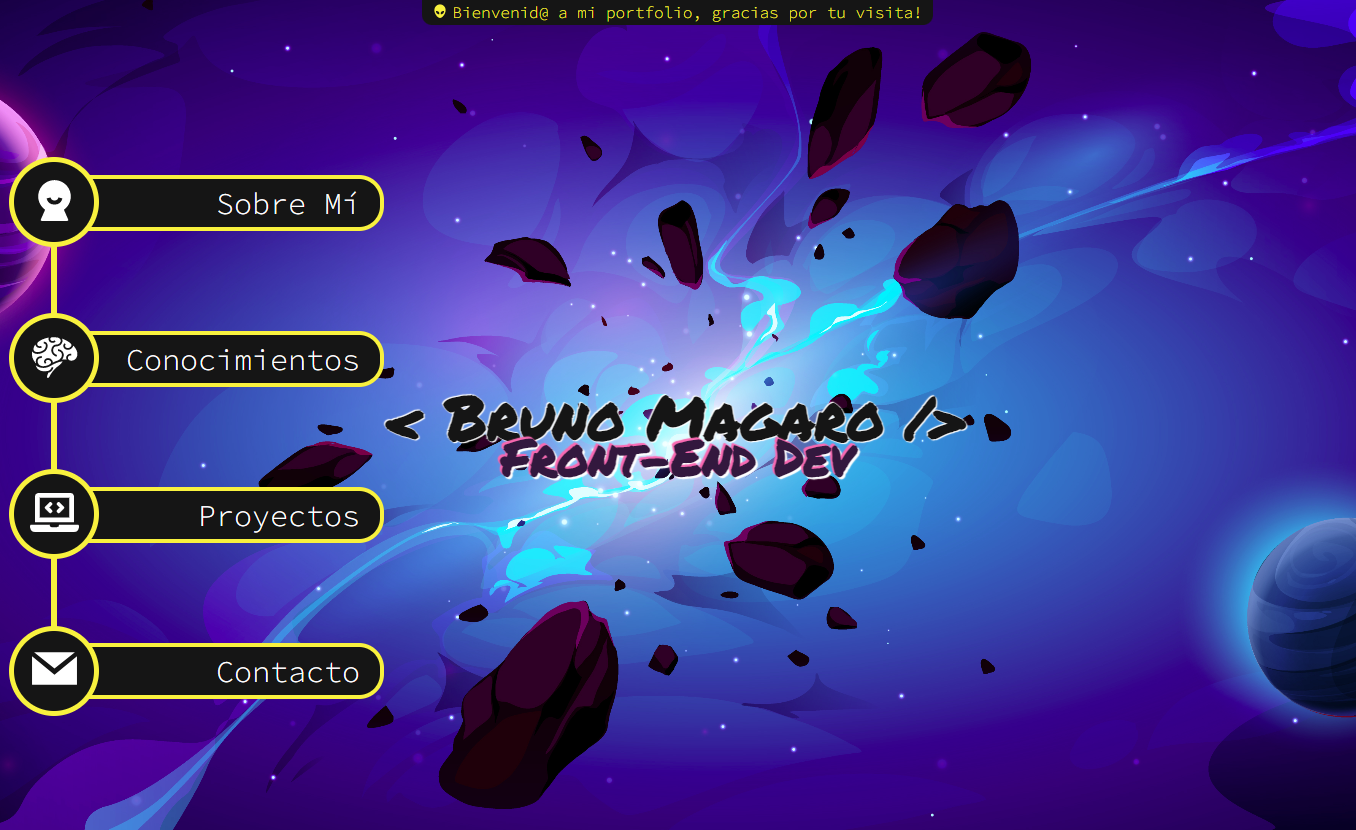 Bienvenid@ a mi portfolio, gracias por tu visita!
Sobre Mí
Conocimientos
< Bruno Magaro />
Front-End Dev
Proyectos
Contacto